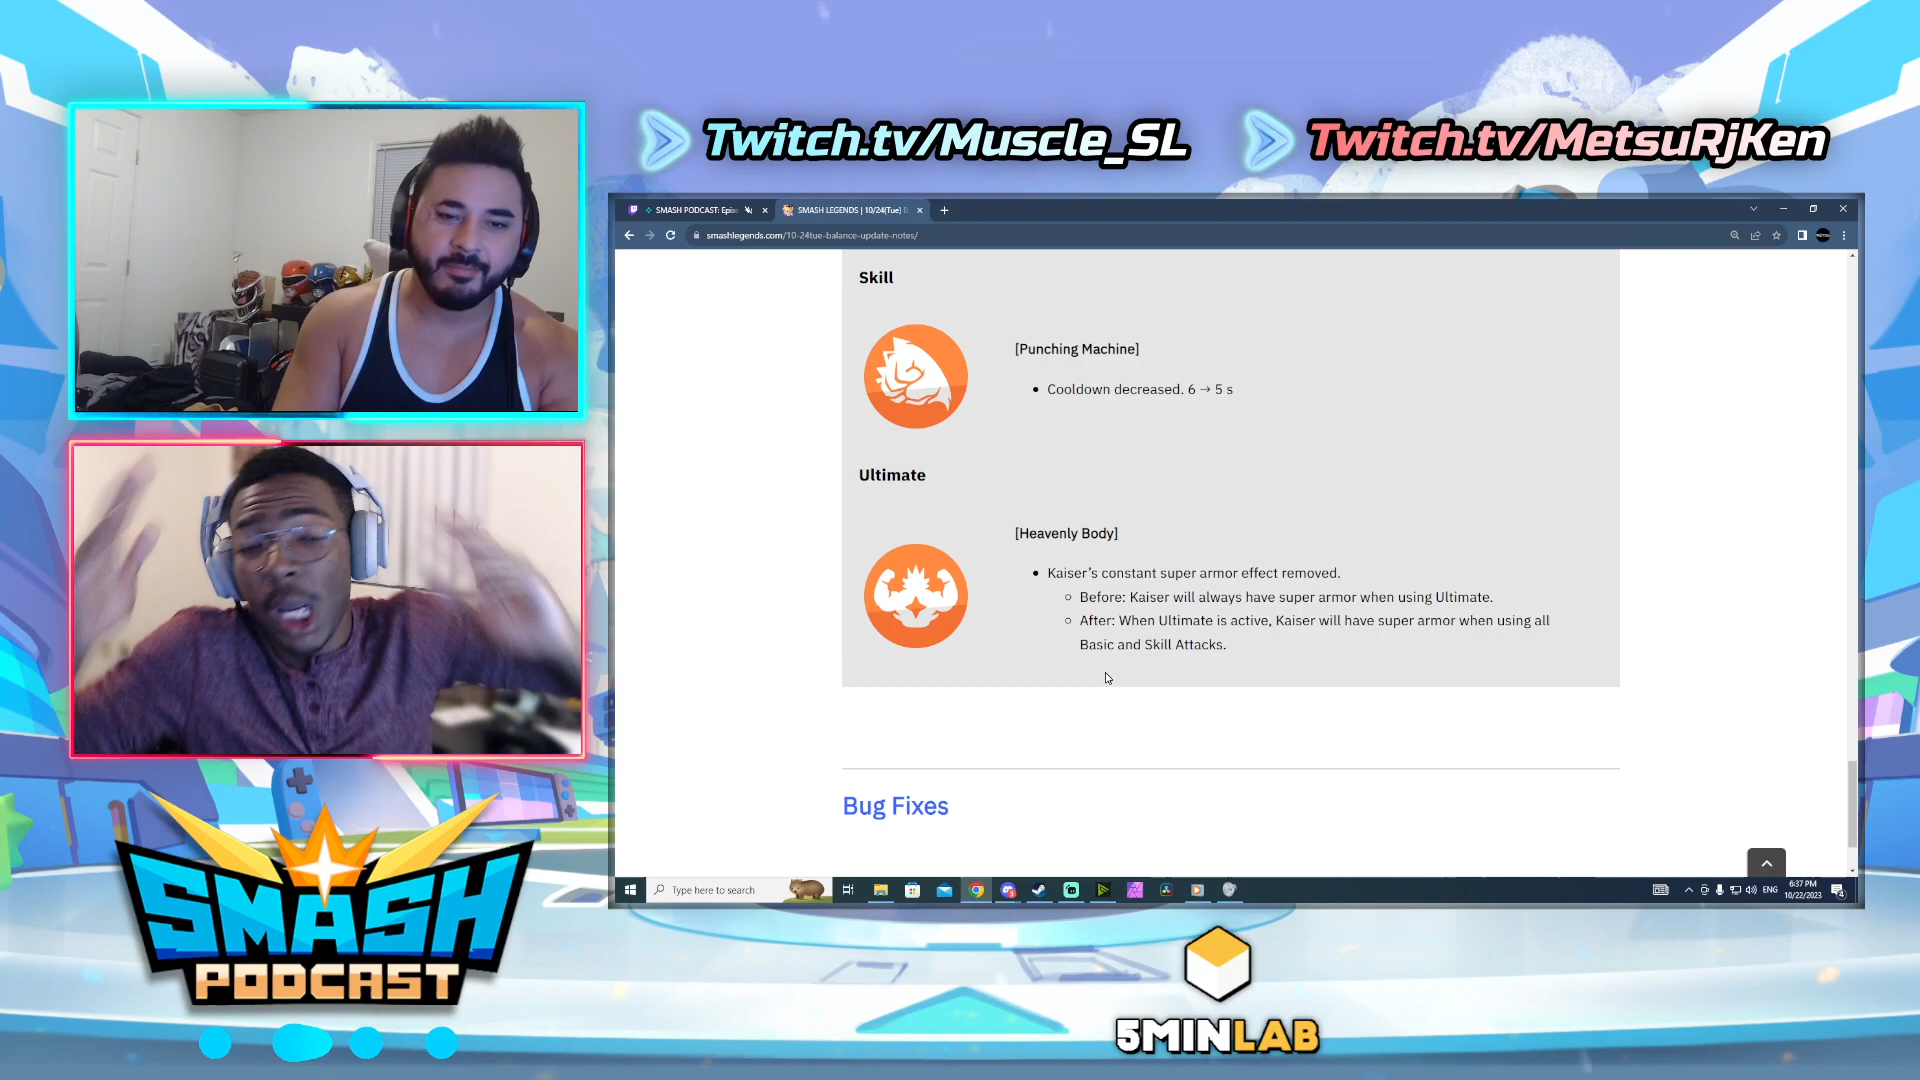 Twitch.tv/Muscle_SL
Twitch.tv/MetsuRjKen
SMASH PODCAST: Epis
SMASH LEGENDS | 10/24(Tue) B
smashlegends.com/10-24tue-balance-update-notes/
Skill
[Punching Machine]
• Cooldown decreased. 6 → 5 s
Ultimate
[Heavenly Body]
• Kaiser's constant super armor effect removed.
○ Before: Kaiser will always have super armor when using Ultimate.
○ After: When Ultimate is active, Kaiser will have super armor when using all
Basic and Skill Attacks.
Bug Fixes
Type here to search
ENG
6:37 PM
10/22/2023
4
SMASH
PODCAST
5MINLAB